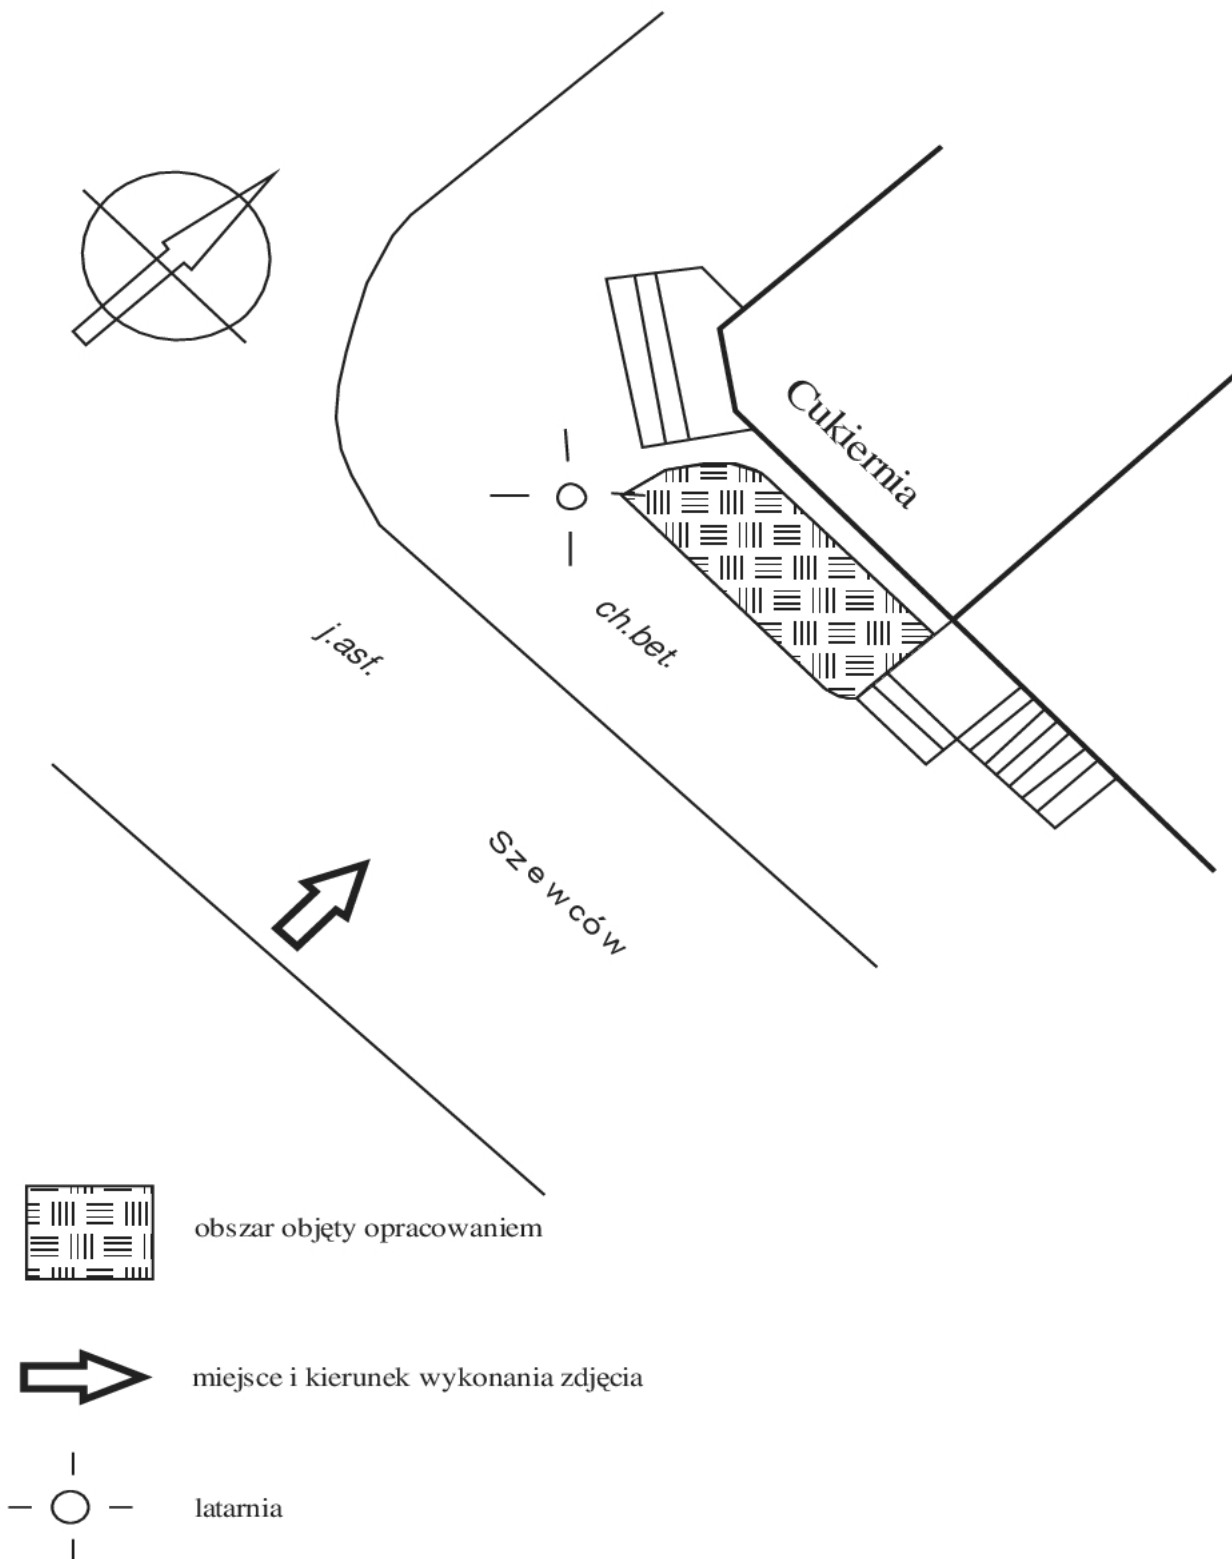 Cukiernia
ch.bet.
j.asf.
Szewców
obszar objęty opracowaniem
miejsce i kierunek wykonania zdjęcia
latarnia